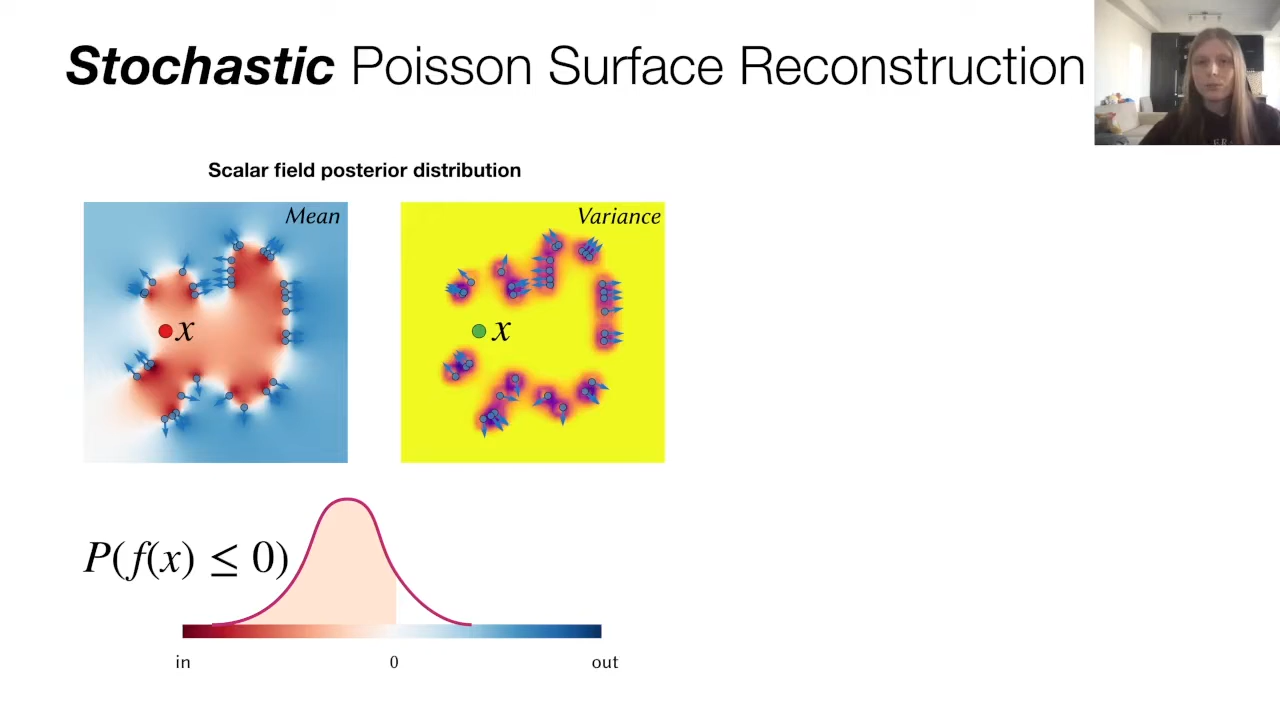 Stochastic Poisson Surface Reconstruction
Scalar field posterior distribution
Mean
Variance
x
x
P(f(x) ≤ 0)
in 0 out